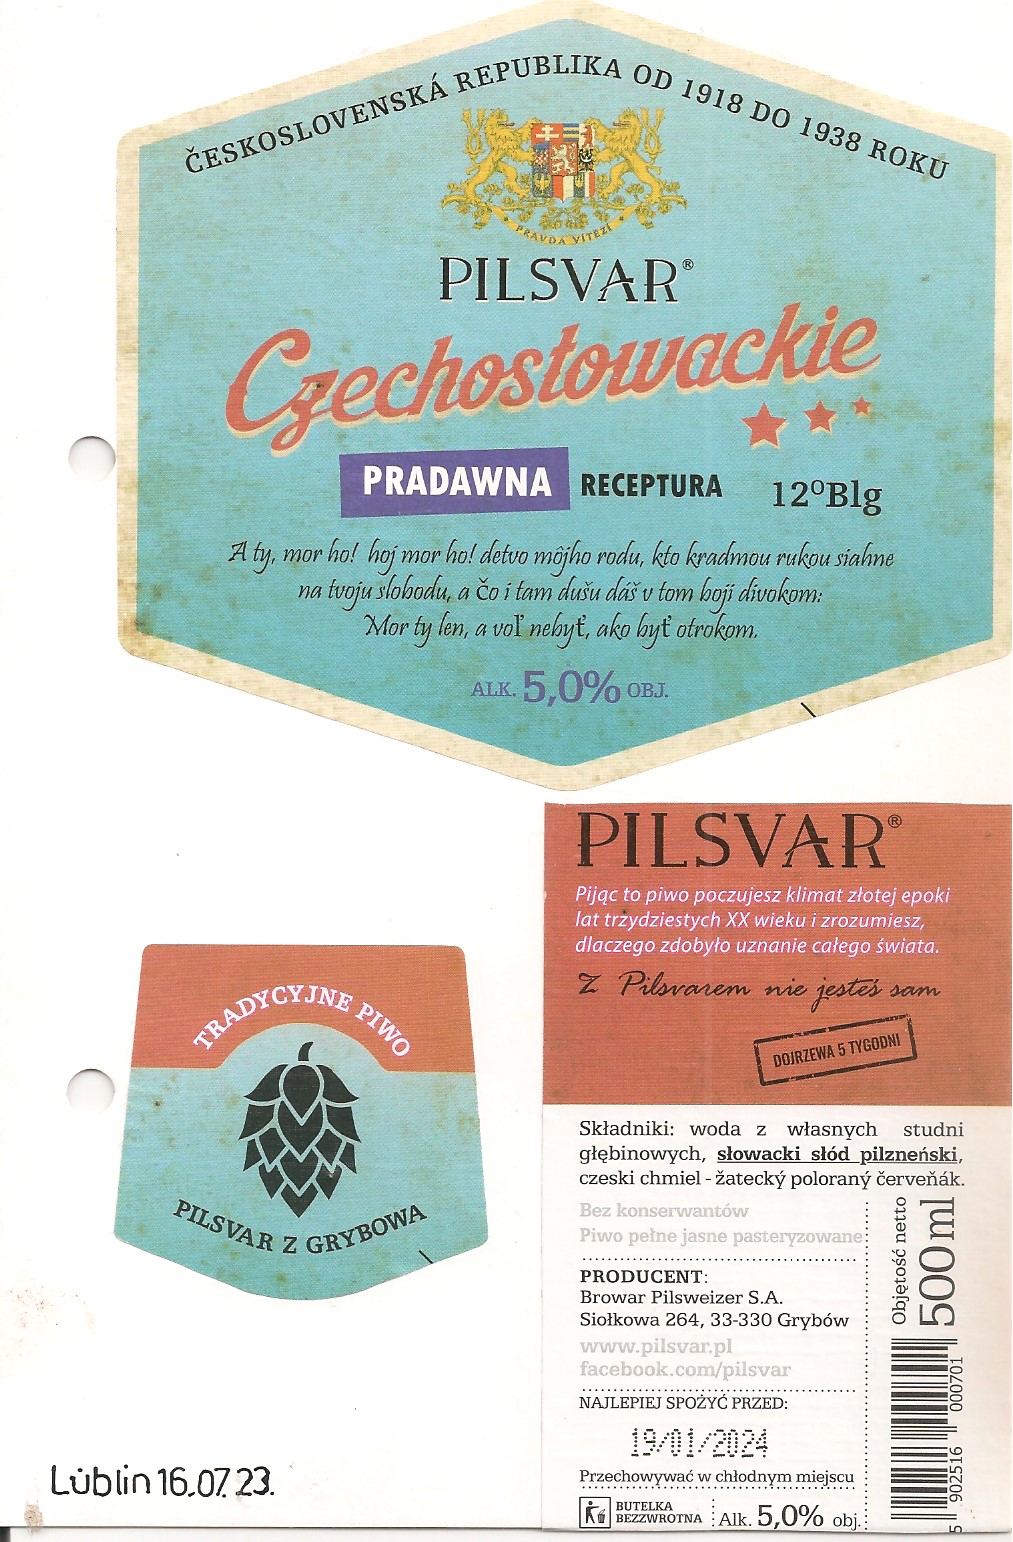 ČESKOSLOVENSKÁ REPUBLIKA OD 1918 DO 1938 ROKU
PRAVDA VÍTĚZÍ
PILSVAR®
Czechosłowackie
PRADAWNA RECEPTURA 12ºBlg
A ty, mor ho! hoj mor ho! detvo môjho rodu, kto kradmou rukou siahne
na tvoju slobodu, a čo i tam dušu dáš v tom boji divokom:
Mor ty len, a voľ nebyť, ako byť otrokom.
ALK. 5,0% OBJ.
PILSVAR®
Pijąc to piwo poczujesz klimat złotej epoki
lat trzydziestych XX wieku i zrozumiesz,
dlaczego zdobyło uznanie całego świata.
Z Pilsvarem nie jesteś sam
DOJRZEWA 5 TYGODNI
TRADYCYJNE PIWO
PILSVAR Z GRYBOWA
Składniki: woda z własnych studni
głębinowych, słowacki słód pilzneński,
czeski chmiel - žatecký poloraný červeňák.
Bez konserwantów
Piwo pełne jasne pasteryzowane
PRODUCENT:
Browar Pilsweizer S.A.
Siołkowa 264, 33-330 Grybów
www.pilsvar.pl
facebook.com/pilsvar
NAJLEPIEJ SPOŻYĆ PRZED:
19/01/2024
Przechowywać w chłodnym miejscu
BUTELKA
BEZZWROTNA
Alk. 5,0% obj.
Objętość netto
500ml
5 902516 000701
Lublin 16.07.23.